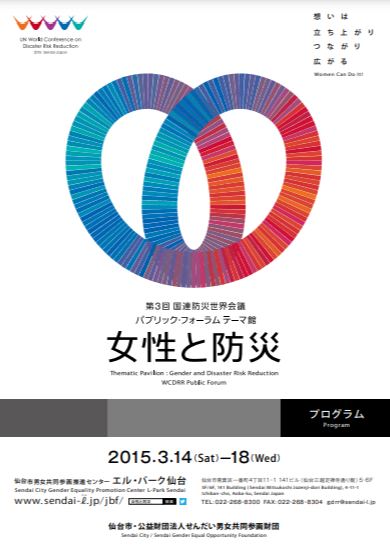 UN World Conference on
Disaster Risk Reduction
2015 Sendai Japan
想いは
立ち上がり
つながり
広がる
Women Can Do It!
第3回 国連防災世界会議
パブリック・フォーラム テーマ館
女性と防災
Thematic Pavilion : Gender and Disaster Risk Reduction
WCDRR Public Forum
プログラム
Program
2015.3.14(Sat)–18(Wed)
仙台市男女共同参画推進センター エル・パーク仙台
Sendai City Gender Equality Promotion Center: L-Park Sendai
www.sendai-ℓ.jp/jbf/
仙台市青葉区一番町4丁目11-1 141ビル(仙台三越定禅寺通り館)5・6F
5F/6F, 141 Building (Sendai Mitsukoshi Jozenji-dori Building), 4-11-1
Ichiban-cho, Aoba-ku, Sendai, Japan
TEL:022-268-8300 FAX:022-268-8304 gdrr@sendai-l.jp
仙台市・公益財団法人せんだい男女共同参画財団
Sendai City / Sendai Gender Equal Opportunity Foundation